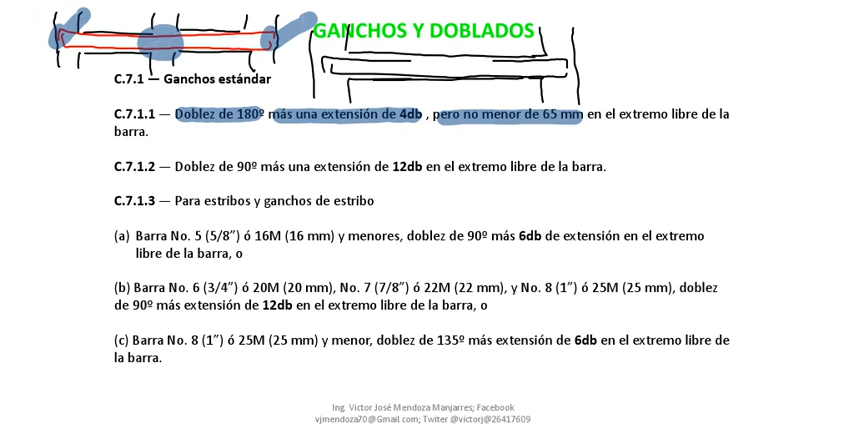 GANCHOS Y DOBLADOS
C.7.1 — Ganchos estándar
C.7.1.1 — Doblez de 180º más una extensión de 4db , pero no menor de 65 mm en el extremo libre de la
barra.
C.7.1.2 — Doblez de 90º más una extensión de 12db en el extremo libre de la barra.
C.7.1.3 — Para estribos y ganchos de estribo
(a) Barra No. 5 (5/8”) ó 16M (16 mm) y menores, doblez de 90º más 6db de extensión en el extremo
libre de la barra, o
(b) Barra No. 6 (3/4”) ó 20M (20 mm), No. 7 (7/8”) ó 22M (22 mm), y No. 8 (1”) ó 25M (25 mm), doblez
de 90º más extensión de 12db en el extremo libre de la barra, o
(c) Barra No. 8 (1”) ó 25M (25 mm) y menor, doblez de 135º más extensión de 6db en el extremo libre de
la barra.
Ing. Victor José Mendoza Manjarres; Facebook
vjmendoza70@Gmail.com; Twiter @victorj@26417609